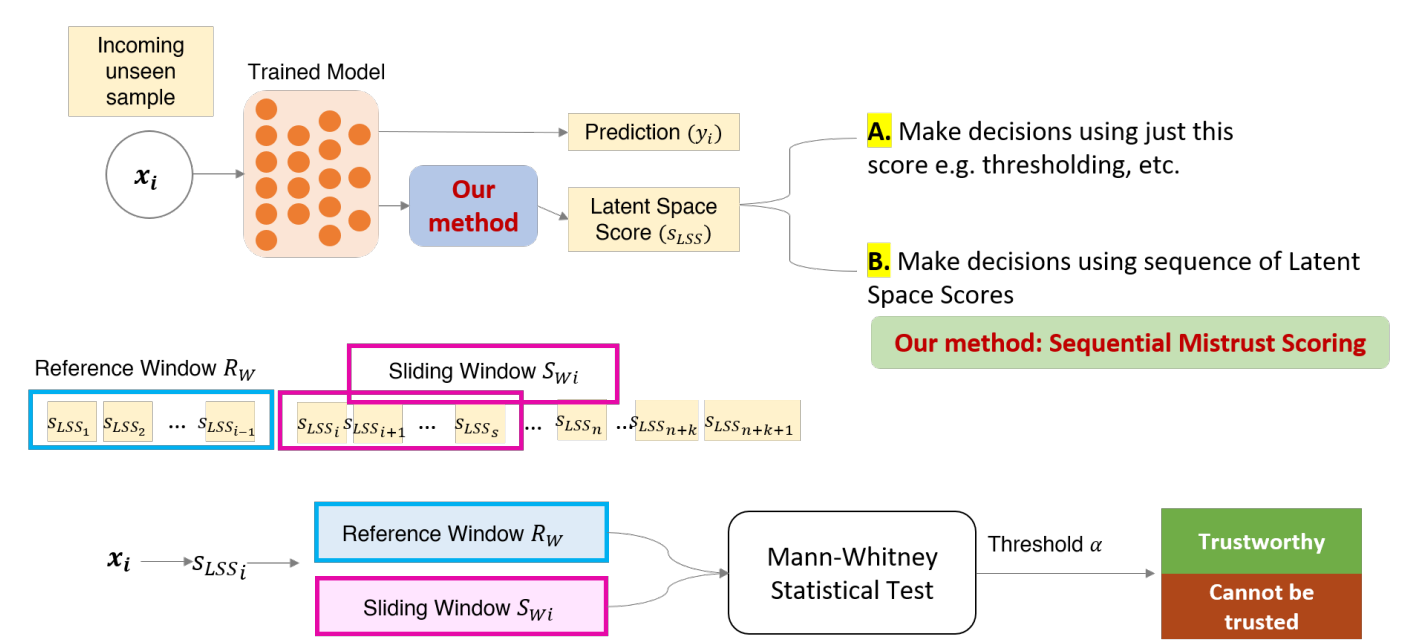 Incoming
unseen
sample
Trained Model
𝒙ᵢ
Prediction (yᵢ)
Our
method
Latent Space
Score (s_LSS)
A. Make decisions using just this
score e.g. thresholding, etc.
B. Make decisions using sequence of Latent
Space Scores
Our method: Sequential Mistrust Scoring
Reference Window R_W
Sliding Window S_Wi
s_LSS_1 s_LSS_2 ... s_LSS_i−1 s_LSS_i s_LSS_i+1 ... s_LSS_s ... s_LSS_n .. s_LSS_n+k s_LSS_n+k+1
𝒙ᵢ s_LSS_i
Reference Window R_W
Sliding Window S_Wi
Mann-Whitney
Statistical Test
Threshold α
Trustworthy
Cannot be
trusted